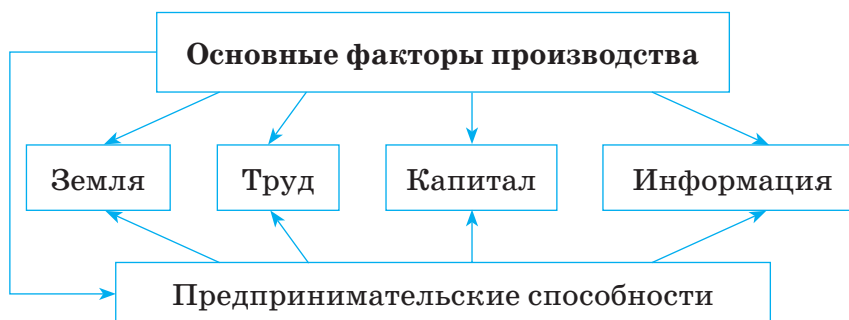 Основные факторы производства
Земля
Труд
Капитал
Информация
Предпринимательские способности